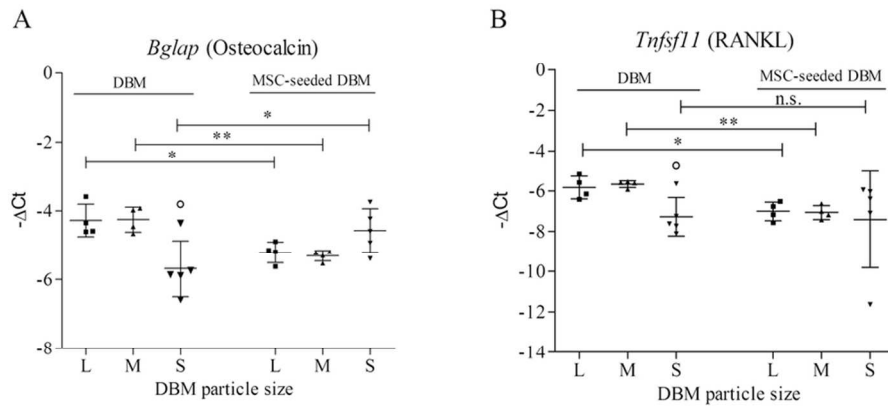 A
Bglap (Osteocalcin)
DBM
MSC-seeded DBM
*
**
*
-ΔCt
0
-2
-4
-6
-8
L M S L M S
DBM particle size
B
Tnfsf11 (RANKL)
DBM
MSC-seeded DBM
n.s.
**
*
-ΔCt
-2
-4
-6
-8
-10
-12
-14
L M S L M S
DBM particle size